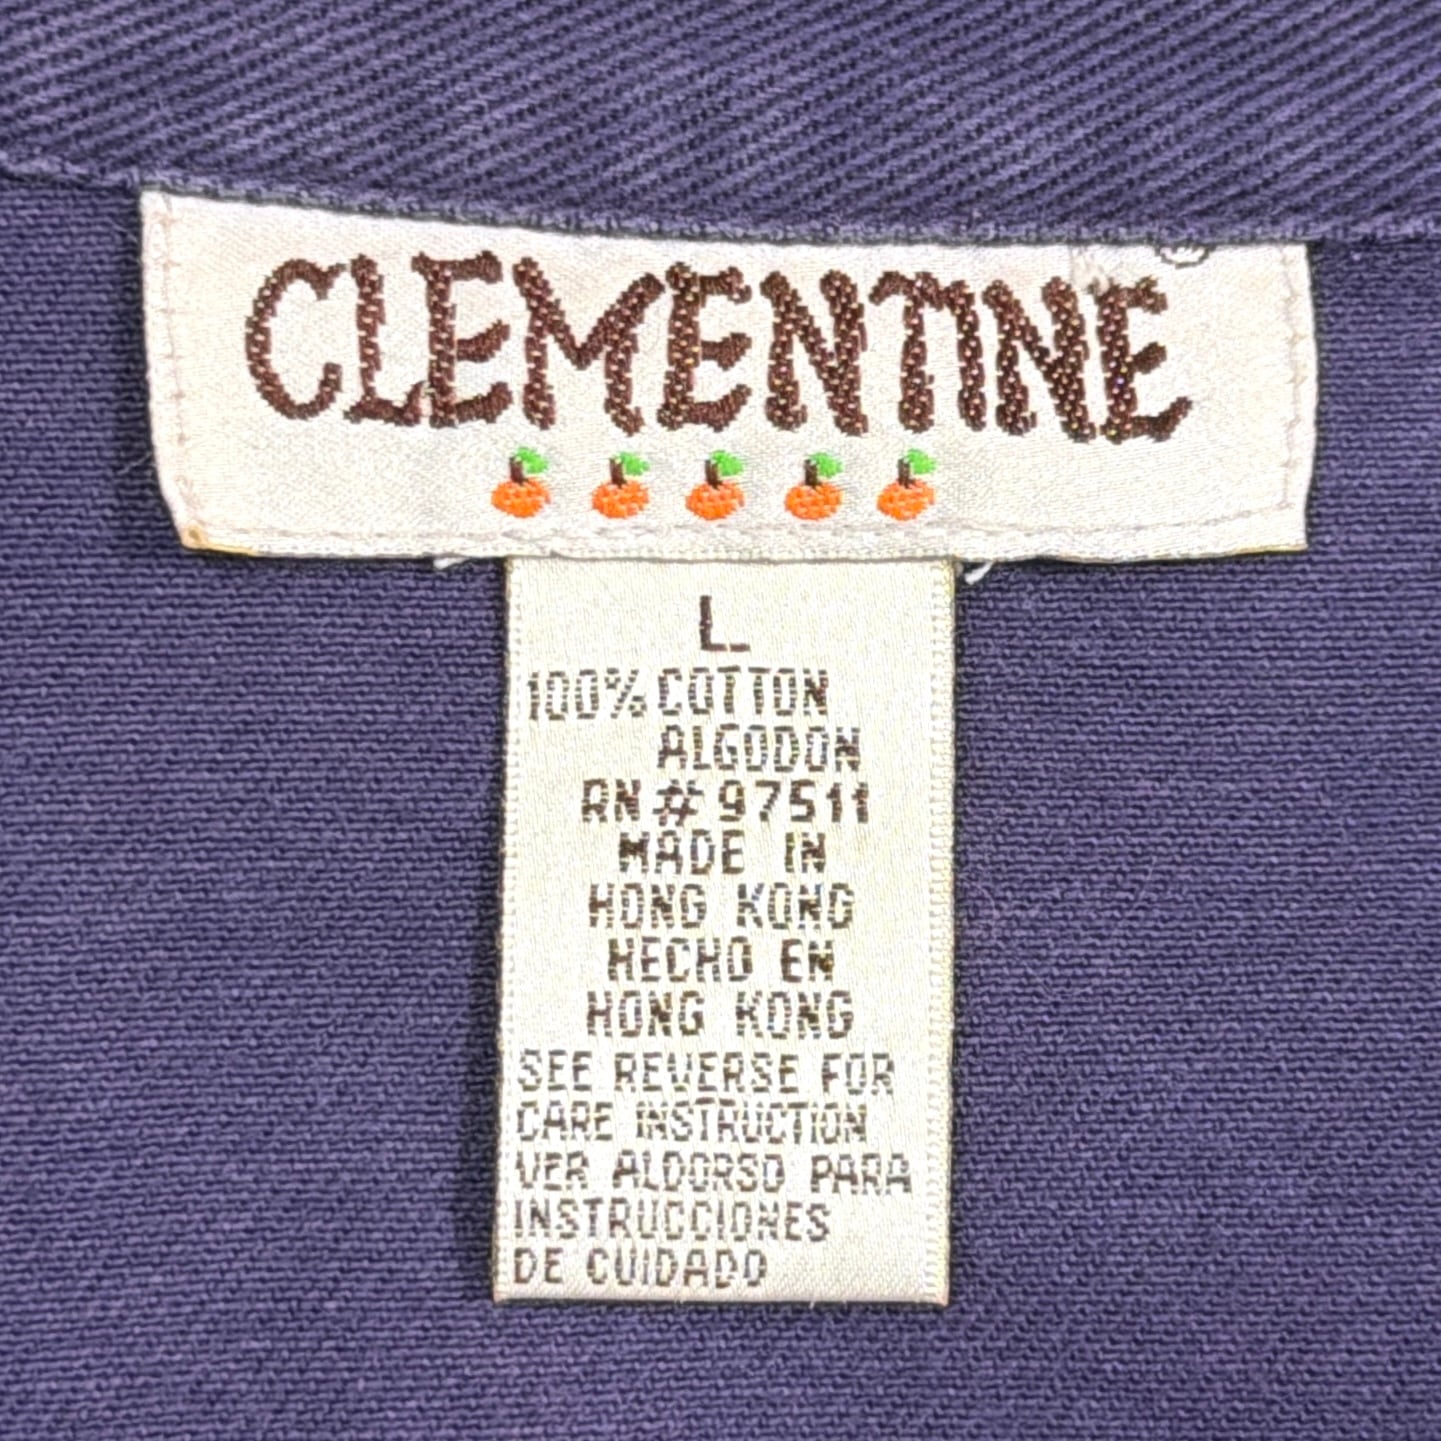 CLEMENTINE
L
100% COTTON
ALGODON
RN # 97511
MADE IN
HONG KONG
HECHO EN
HONG KONG
SEE REVERSE FOR
CARE INSTRUCTION
VER ALDORSO PARA
INSTRUCCIONES
DE CUIDADO